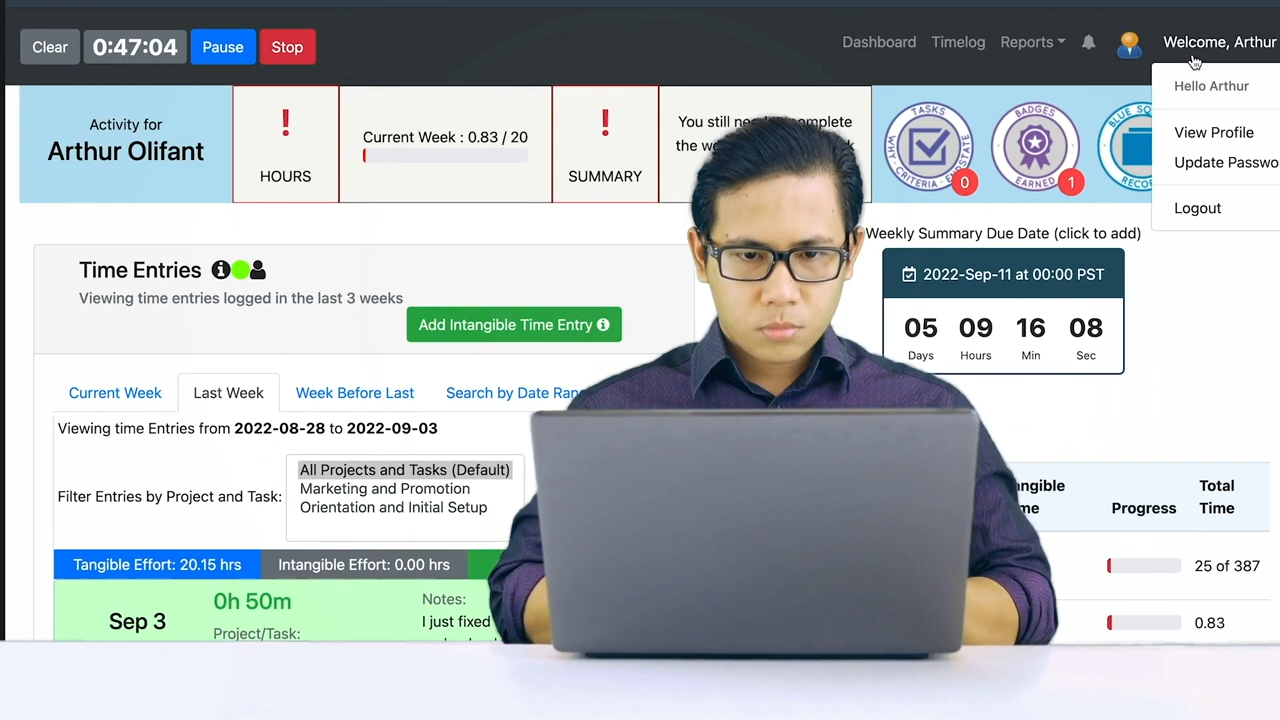 Clear 0:47:04 Pause Stop Dashboard Timelog Reports Welcome, Arthur
Hello Arthur
View Profile
Update Passwo
Logout
Activity for
Arthur Olifant
!
HOURS
Current Week : 0.83 / 20
!
SUMMARY
You still complete
the
TASKS
WHY CRITERIA
0
BADGES
EARNED
1
BLUE SQ
RECO
Weekly Summary Due Date (click to add)
2022-Sep-11 at 00:00 PST
05 09 16 08
Days Hours Min Sec
Time Entries
Viewing time entries logged in the last 3 weeks
Add Intangible Time Entry
Current Week Last Week Week Before Last Search by Date Ran
Viewing time Entries from 2022-08-28 to 2022-09-03
Filter Entries by Project and Task:
All Projects and Tasks (Default)
Marketing and Promotion
Orientation and Initial Setup
Tangible Effort: 20.15 hrs Intangible Effort: 0.00 hrs
Sep 3
0h 50m
Project/Task:
Notes:
I just fixed
Progress
Total
Time
25 of 387
0.83